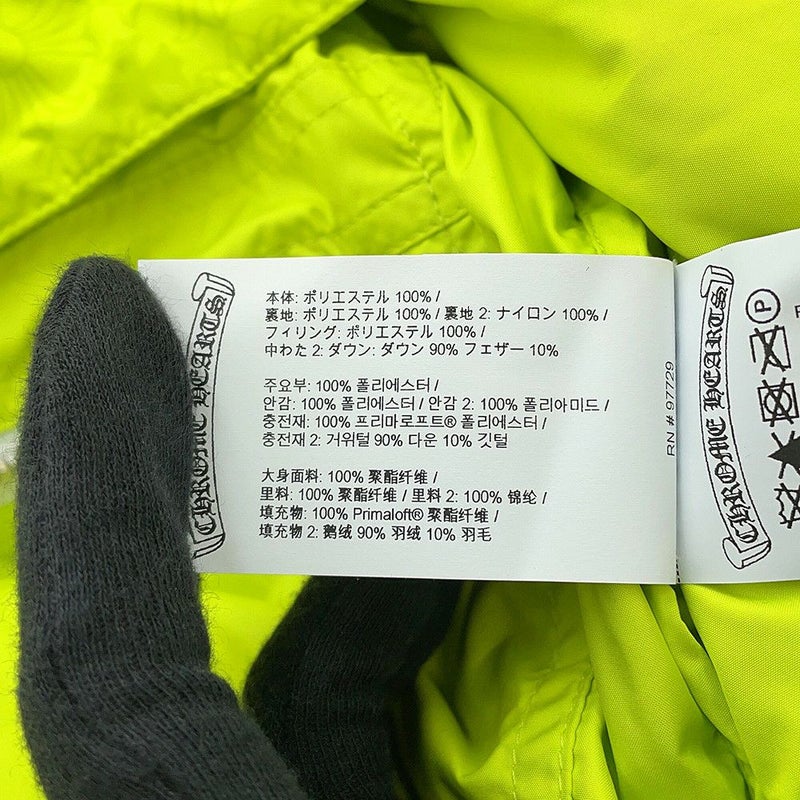 CHROME HEARTS
本体: ポリエステル 100% /
裏地: ポリエステル 100% / 裏地 2: ナイロン 100% /
フィリング: ポリエステル 100% /
中わた 2: ダウン: ダウン 90% フェザー 10%
주요부: 100% 폴리에스터 /
안감: 100% 폴리에스터 / 안감 2: 100% 폴리아미드 /
충전재: 100% 프리마로프트® 폴리에스터 /
충전재 2: 거위털 90% 다운 10% 깃털
大身面料: 100% 聚酯纤维 /
里料: 100% 聚酯纤维 / 里料 2: 100% 锦纶 /
填充物: 100% Primaloft® 聚酯纤维 /
填充物 2: 鹅绒 90% 羽绒 10% 羽毛
RN # 97729
CHROME HEARTS
P